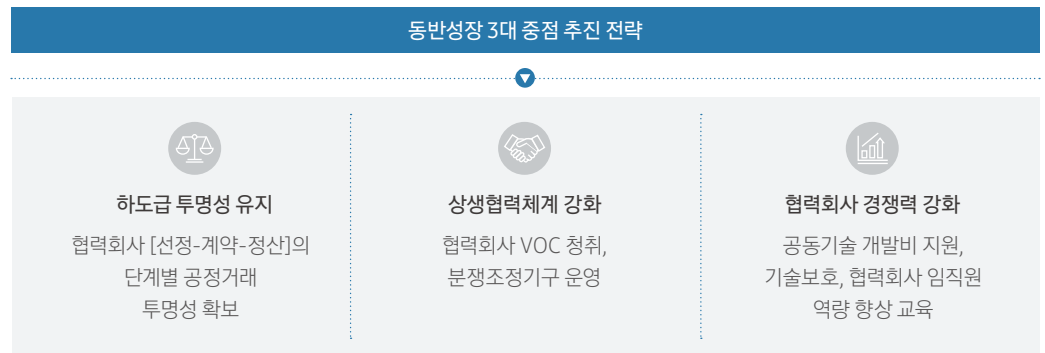 동반성장 3대 중점 추진 전략
하도급 투명성 유지
협력회사 [선정-계약-정산]의
단계별 공정거래
투명성 확보
상생협력체계 강화
협력회사 VOC 청취,
분쟁조정기구 운영
협력회사 경쟁력 강화
공동기술 개발비 지원,
기술보호, 협력회사 임직원
역량 향상 교육